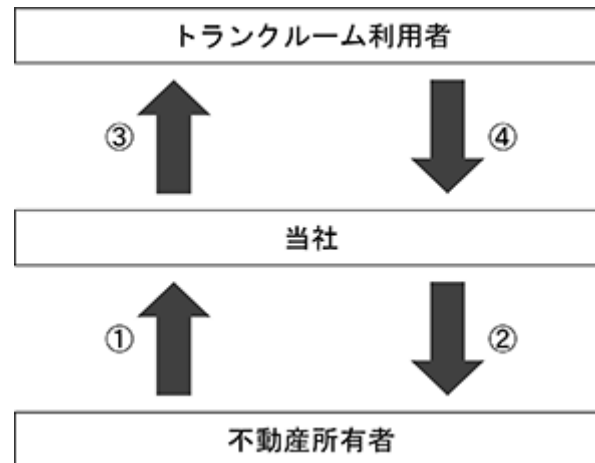 トランクルーム利用者
③ ④
当社
① ②
不動産所有者